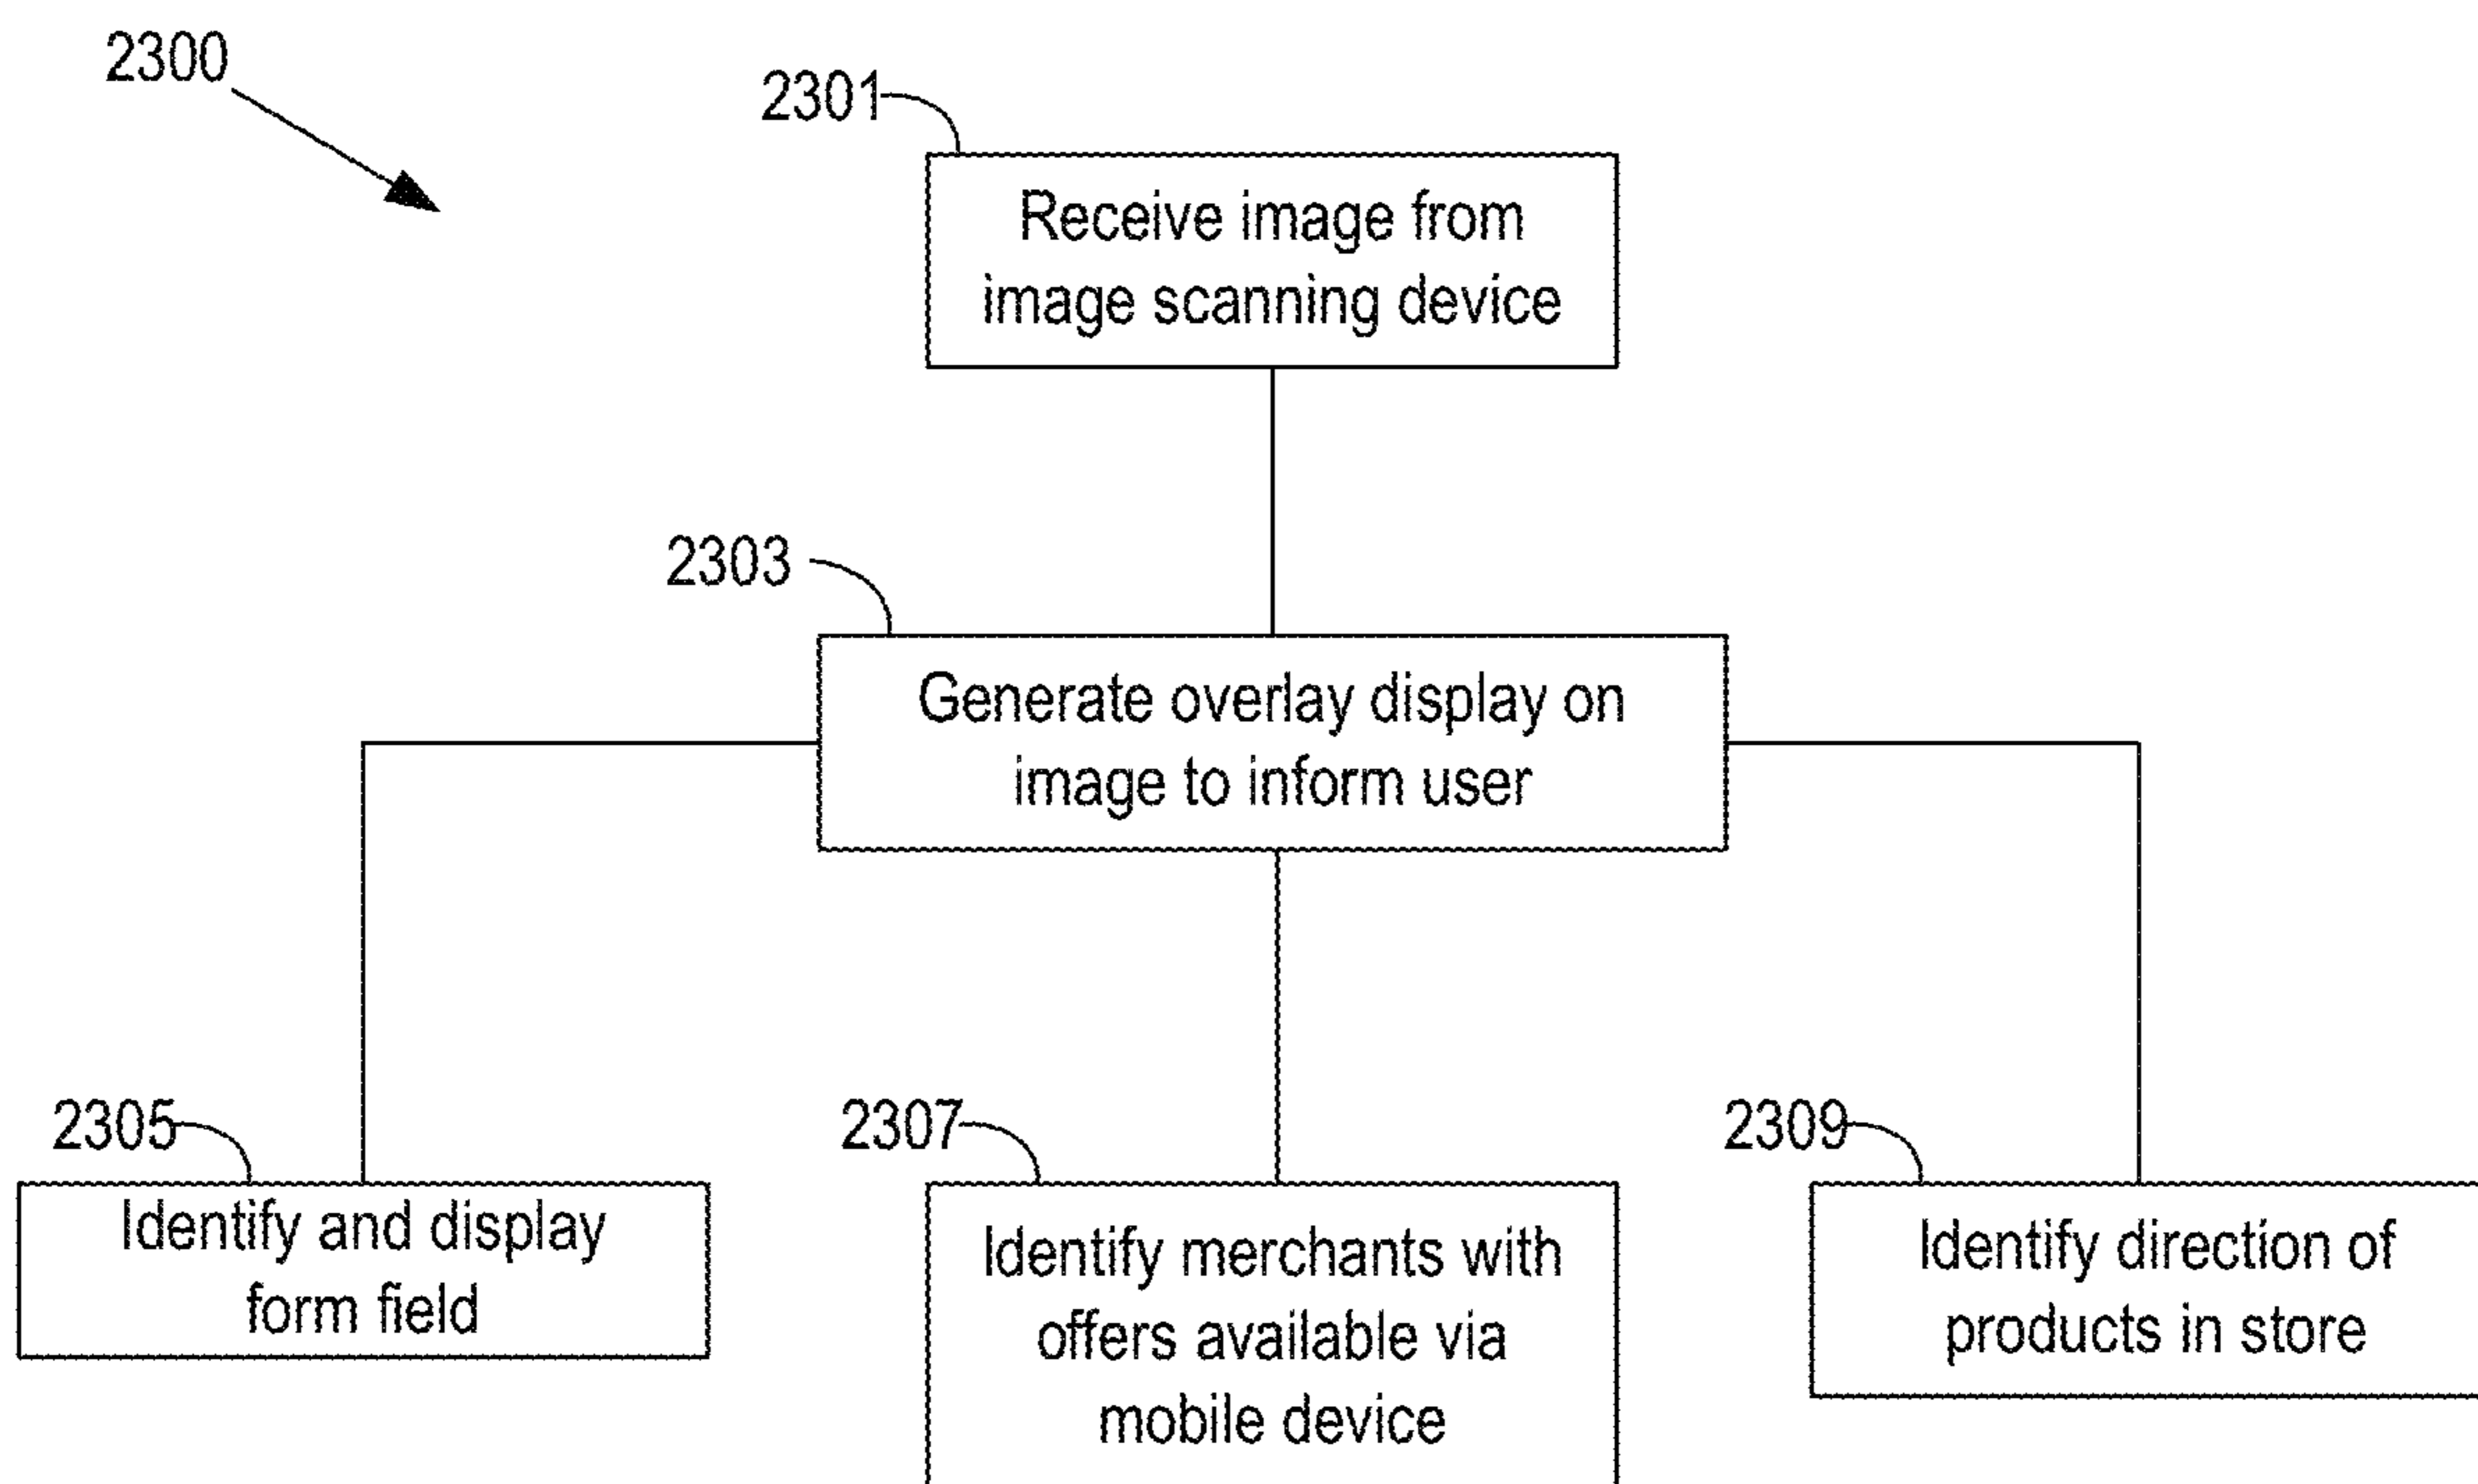 2300
2301
Receive image from
image scanning device
2303
Generate overlay display on
image to inform user
2305
Identify and display
form field
2307
Identify merchants with
offers available via
mobile device
2309
Identify direction of
products in store